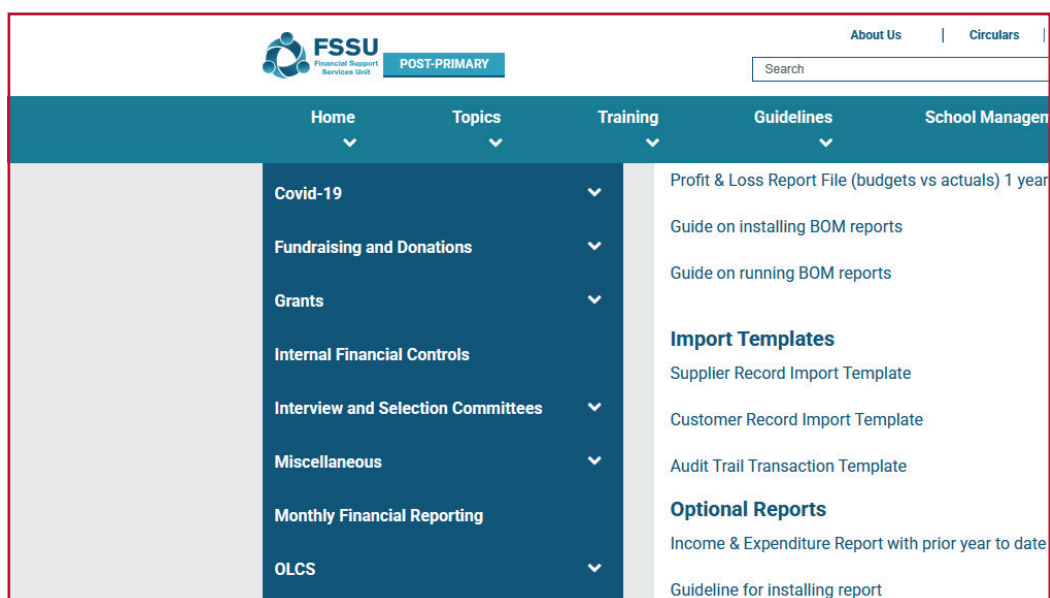 About Us | Circulars |
FSSU
Financial Support
Services Unit
POST-PRIMARY
Search
Home Topics Training Guidelines School Managem
Covid-19
Fundraising and Donations
Grants
Internal Financial Controls
Interview and Selection Committees
Miscellaneous
Monthly Financial Reporting
OLCS
Profit & Loss Report File (budgets vs actuals) 1 year
Guide on installing BOM reports
Guide on running BOM reports
Import Templates
Supplier Record Import Template
Customer Record Import Template
Audit Trail Transaction Template
Optional Reports
Income & Expenditure Report with prior year to date
Guideline for installing report